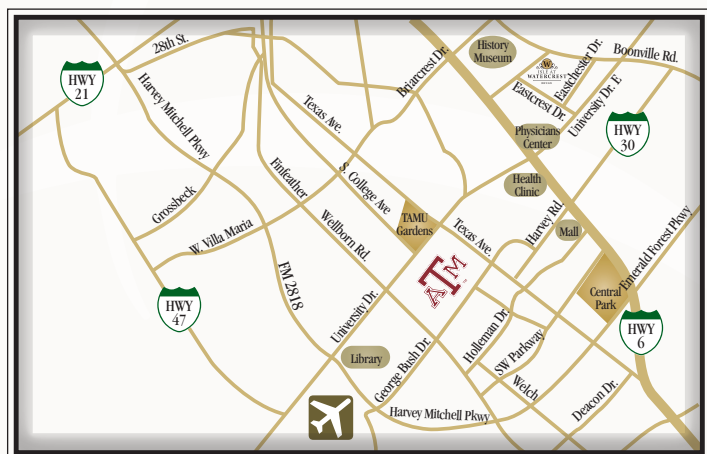 28th St.
HWY
21
Harvey Mitchell Pkwy
Texas Ave.
Briarcrest Dr.
History
Museum
W
ISLE AT
WATERCREST
Eastchester Dr.
Boonville Rd.
Eastcrest Dr.
University Dr. E
Physicians
Center
HWY
30
Health
Clinic
Grossbeck
Finfeather
S. College Ave
TAMU
Gardens
Texas Ave.
Harvey Rd.
Mall
W. Villa Maria
Wellborn Rd.
HWY
47
FM 2818
University Dr.
ATM
Emerald Forest Pkwy
Central
Park
HWY
6
Library
George Bush Dr.
Holleman Dr.
SW Parkway
Welch
Deacon Dr.
Harvey Mitchell Pkwy